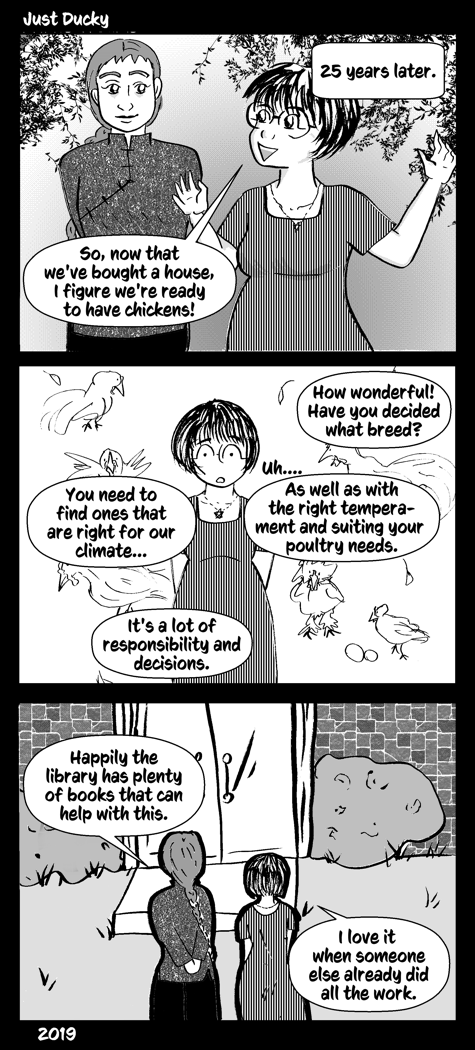 Just Ducky
25 years later.
So, now that
we've bought a house,
I figure we're ready
to have chickens!
How wonderful!
Have you decided
what breed?
Uh....
You need to
find ones that
are right for our
climate...
As well as with
the right tempera-
ment and suiting your
poultry needs.
It's a lot of
responsibility and
decisions.
Happily the
library has plenty
of books that can
help with this.
I love it
when someone
else already did
all the work.
2019